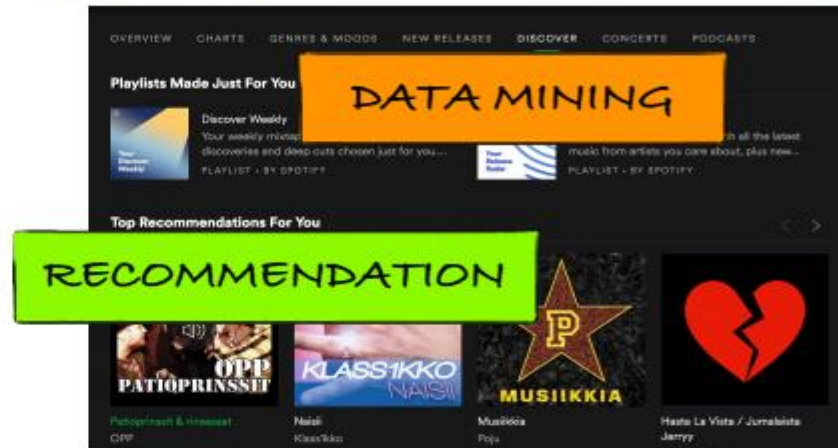 OVERVIEW CHARTS GENRES & MOODS NEW RELEASES DISCOVER CONCERTS PODCASTS
Playlists Made Just For You
DATA MINING
Discover Weekly
Your weekly mixtap
discoveries and deep cuts chosen just for you...
PLAYLIST • BY SPOTIFY
Your Discover Weekly
h all the latest
music from artists you care about, plus new...
PLAYLIST • BY SPOTIFY
Your Release Radar
Top Recommendations For You
RECOMMENDATION
OPP
PATIOPRINSSIT
KLASS1KKO
NAISII
P
MUSIIKKIA
Patioprinssit & rinsessat
OPP
Naisii
Klass1kko
Musiikkia
Poju
Hasta La Vista / Jumalaista
Jarryy